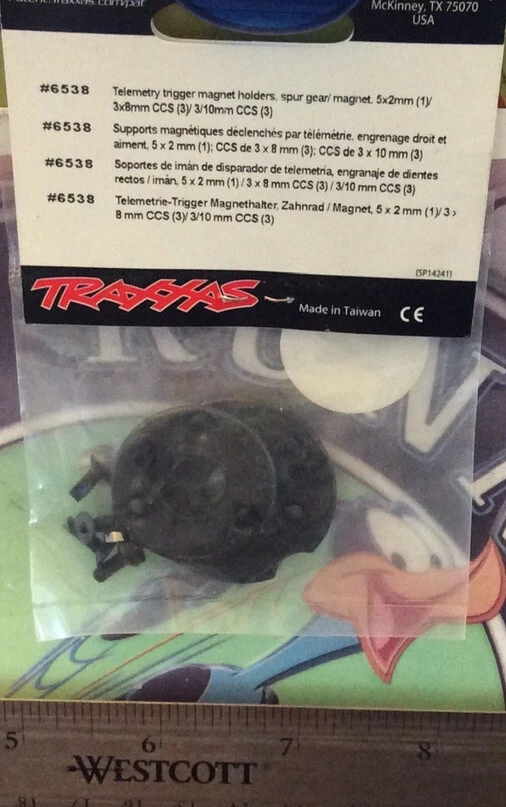 McKinney, TX 75070
USA
#6538 Telemetry trigger magnet holders, spur gear/ magnet, 5x2mm (1)/
3x8mm CCS (3)/ 3/10mm CCS (3)
#6538 Supports magnétiques déclenchés par télémétrie, engrenage droit et
aiment, 5 x 2 mm (1); CCS de 3 x 8 mm (3); CCS de 3 x 10 mm (3)
#6538 Soportes de imán de disparador de telemetría, engranaje de dientes
rectos / imán, 5 x 2 mm (1) / 3 x 8 mm CCS (3) / 3/10 mm CCS (3)
#6538 Telemetrie-Trigger Magnethalter, Zahnrad / Magnet, 5 x 2 mm (1)/ 3
8 mm CCS (3)/ 3/10 mm CCS (3)
(SP14241)
TRAXXAS
Made in Taiwan CE
5 6 7 8
WESTCOTT